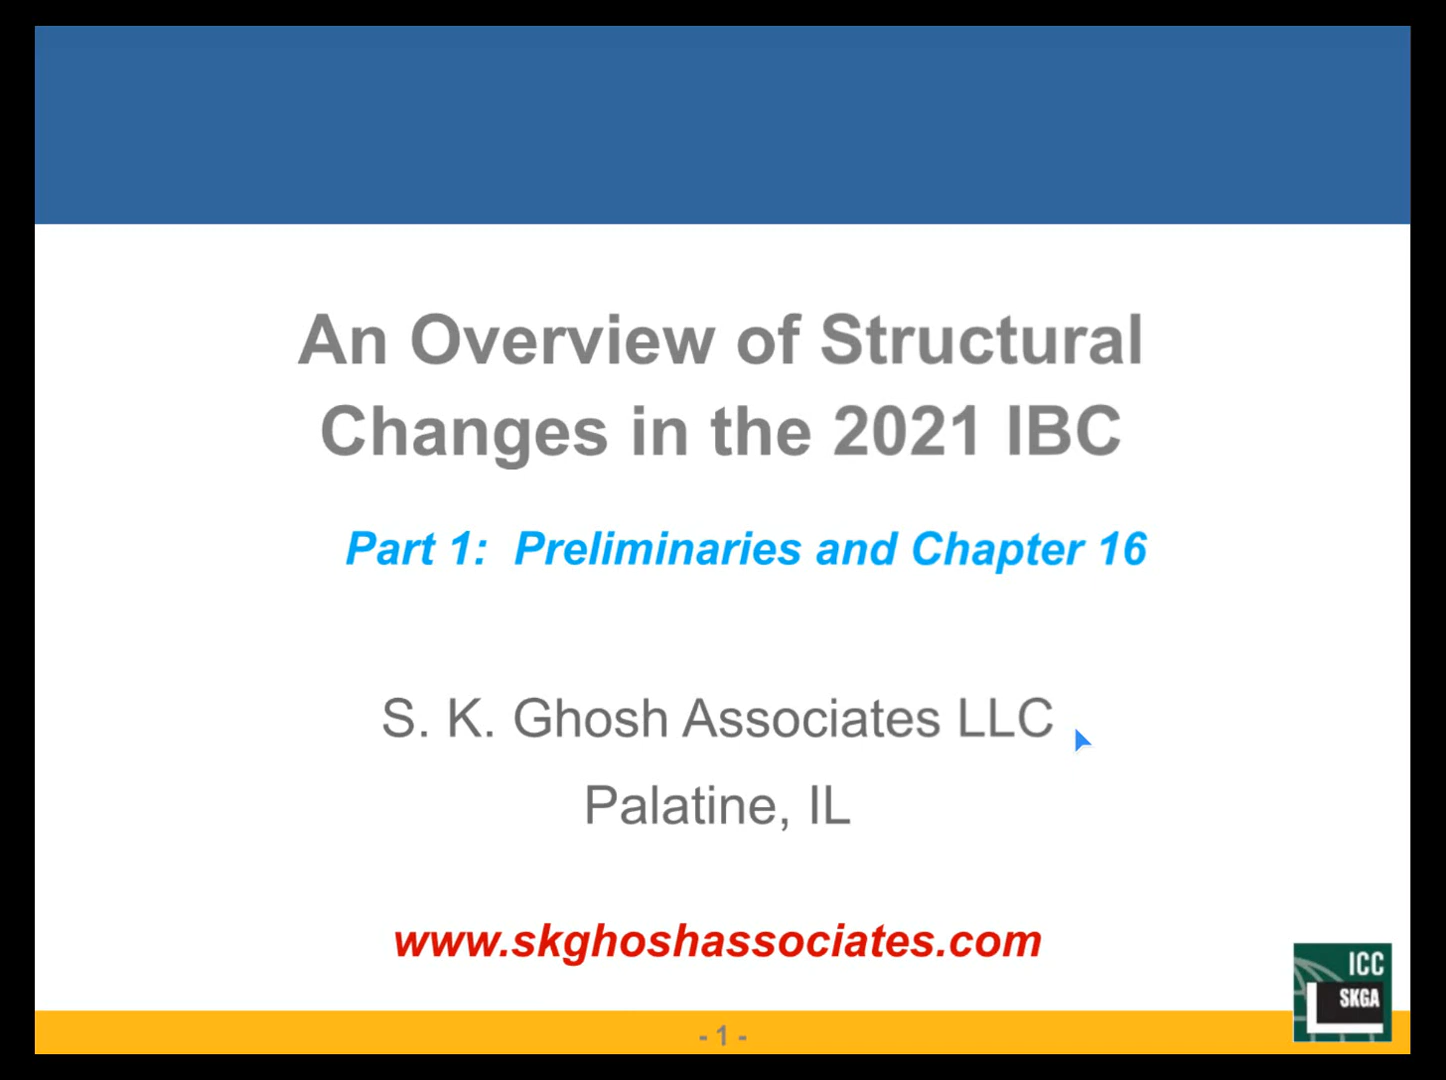 An Overview of Structural
Changes in the 2021 IBC
Part 1: Preliminaries and Chapter 16
S. K. Ghosh Associates LLC
Palatine, IL
www.skghoshassociates.com
ICC
SKGA
- 1 -